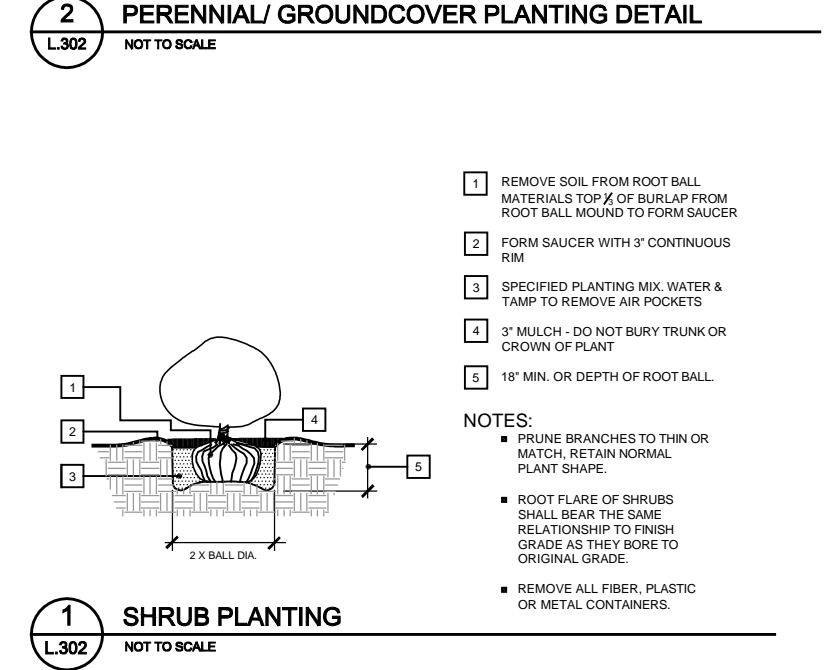 2
L.302
PERENNIAL/ GROUNDCOVER PLANTING DETAIL
NOT TO SCALE
1 REMOVE SOIL FROM ROOT BALL
MATERIALS TOP 1/3 OF BURLAP FROM
ROOT BALL MOUND TO FORM SAUCER
2 FORM SAUCER WITH 3" CONTINUOUS
RIM
3 SPECIFIED PLANTING MIX. WATER &
TAMP TO REMOVE AIR POCKETS
4 3" MULCH - DO NOT BURY TRUNK OR
CROWN OF PLANT
5 18" MIN. OR DEPTH OF ROOT BALL.
NOTES:
PRUNE BRANCHES TO THIN OR
MATCH, RETAIN NORMAL
PLANT SHAPE.
ROOT FLARE OF SHRUBS
SHALL BEAR THE SAME
RELATIONSHIP TO FINISH
GRADE AS THEY BORE TO
ORIGINAL GRADE.
REMOVE ALL FIBER, PLASTIC
OR METAL CONTAINERS.
1
2
3
4
5
2 X BALL DIA.
1
L.302
SHRUB PLANTING
NOT TO SCALE